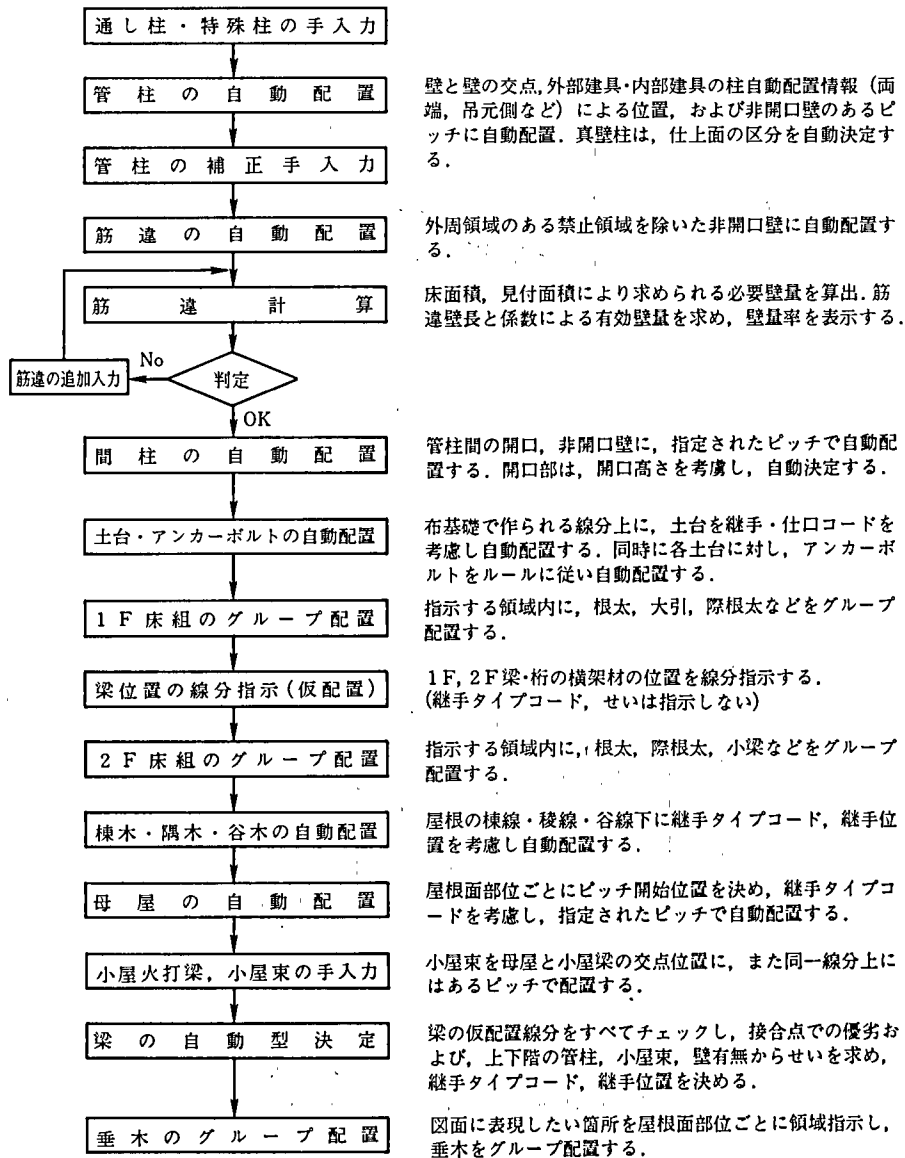 通し柱・特殊柱の手入力
管柱の自動配置
壁と壁の交点,外部建具・内部建具の柱自動配置情報（両
端，吊元側など）による位置，および非開口壁のあるピ
ッチに自動配置．真壁柱は，仕上面の区分を自動決定す
る．
管柱の補正手入力
筋違の自動配置
外周領域のある禁止領域を除いた非開口壁に自動配置す
る．
筋違計算
床面積，見付面積により求められる必要壁量を算出．筋
違壁長と係数による有効壁量を求め，壁量率を表示する．
判定
No
筋違の追加入力
OK
間柱の自動配置
管柱間の開口，非開口壁に，指定されたピッチで自動配
置する．開口部は，開口高さを考慮し，自動決定する．
土台・アンカーボルトの自動配置
布基礎で作られる線分上に，土台を継手・仕口コードを
考慮し自動配置する．同時に各土台に対し，アンカーボ
ルトをルールに従い自動配置する．
1F床組のグループ配置
指示する領域内に，根太，大引，際根太などをグループ
配置する．
梁位置の線分指示(仮配置)
1F,2F梁・桁の横架材の位置を線分指示する．
(継手タイプコード，せいは指示しない)
2F床組のグループ配置
指示する領域内に，根太，際根太，小梁などをグループ
配置する．
棟木・隅木・谷木の自動配置
屋根の棟線・稜線・谷線下に継手タイプコード，継手位
置を考慮し自動配置する．
母屋の自動配置
屋根面部位ごとにピッチ開始位置を決め，継手タイプコ
ードを考慮し，指定されたピッチで自動配置する．
小屋火打梁，小屋束の手入力
小屋束を母屋と小屋梁の交点位置に，また同一線分上に
はあるピッチで配置する．
梁の自動型決定
梁の仮配置線分をすべてチェックし，接合点での優劣お
よび，上下階の管柱，小屋束，壁有無からせいを求め，
継手タイプコード，継手位置を決める．
垂木のグループ配置
図面に表現したい箇所を屋根面部位ごとに領域指示し，
垂木をグループ配置する．